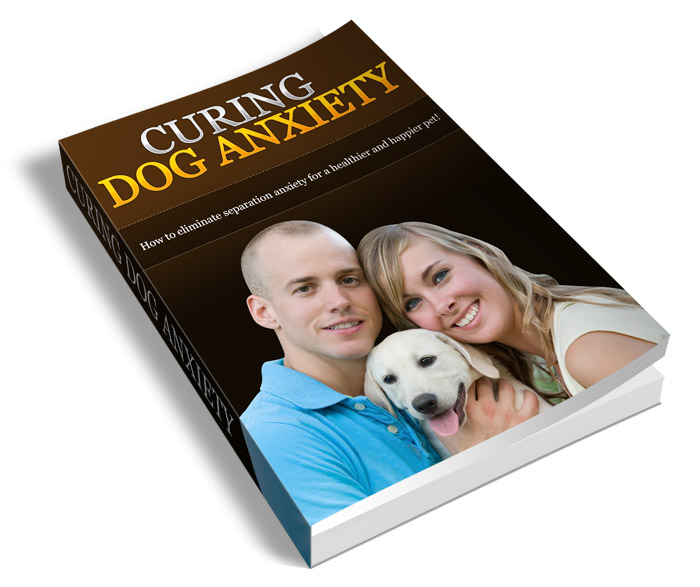 CURING
DOG ANXIETY
How to eliminate separation anxiety for a healthier and happier pet!
CURING DOG ANXIETY